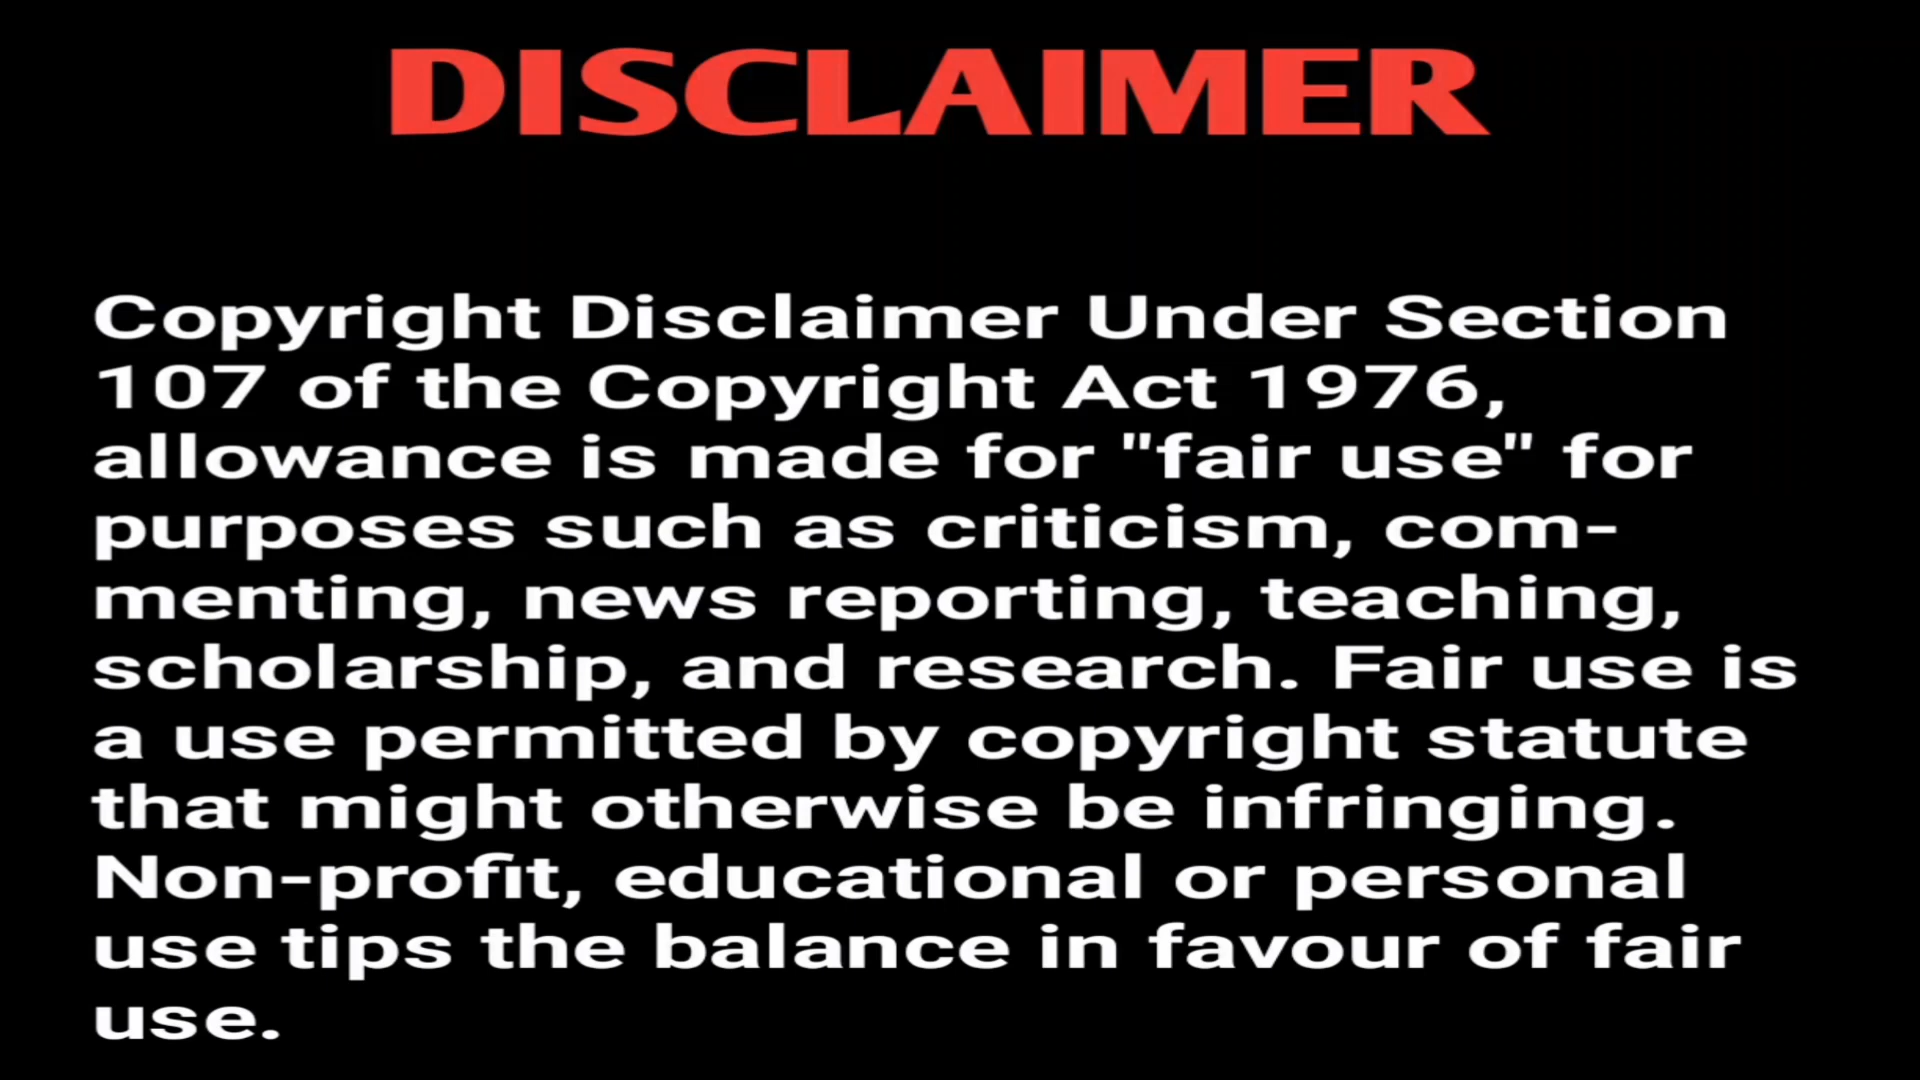 DISCLAIMER
Copyright Disclaimer Under Section
107 of the Copyright Act 1976,
allowance is made for "fair use" for
purposes such as criticism, com-
menting, news reporting, teaching,
scholarship, and research. Fair use is
a use permitted by copyright statute
that might otherwise be infringing.
Non-profit, educational or personal
use tips the balance in favour of fair
use.